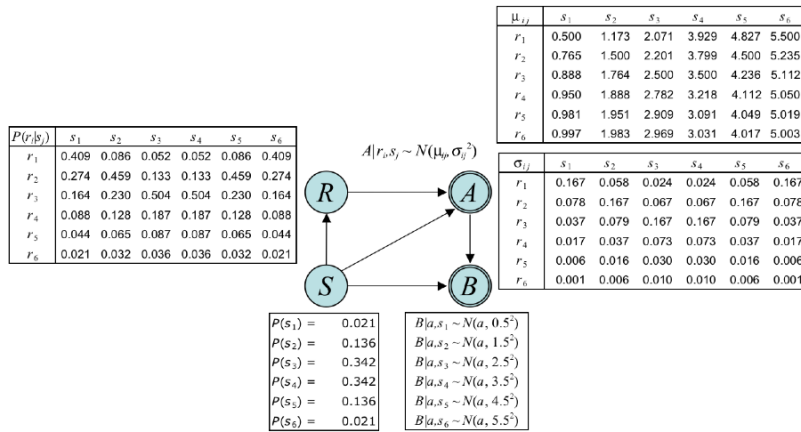 μij s1 s2 s3 s4 s5 s6
r1 0.500 1.173 2.071 3.929 4.827 5.500
r2 0.765 1.500 2.201 3.799 4.500 5.235
r3 0.888 1.764 2.500 3.500 4.236 5.112
r4 0.950 1.888 2.782 3.218 4.112 5.050
r5 0.981 1.951 2.909 3.091 4.049 5.019
r6 0.997 1.983 2.969 3.031 4.017 5.003
P(ri|sj) s1 s2 s3 s4 s5 s6
r1 0.409 0.086 0.052 0.052 0.086 0.409
r2 0.274 0.459 0.133 0.133 0.459 0.274
r3 0.164 0.230 0.504 0.504 0.230 0.164
r4 0.088 0.128 0.187 0.187 0.128 0.088
r5 0.044 0.065 0.087 0.087 0.065 0.044
r6 0.021 0.032 0.036 0.036 0.032 0.021
A|ri,sj ~ N(μij,σij²)
R A
S B
σij s1 s2 s3 s4 s5 s6
r1 0.167 0.058 0.024 0.024 0.058 0.167
r2 0.078 0.167 0.067 0.067 0.167 0.078
r3 0.037 0.079 0.167 0.167 0.079 0.037
r4 0.017 0.037 0.073 0.073 0.037 0.017
r5 0.006 0.016 0.030 0.030 0.016 0.006
r6 0.001 0.006 0.010 0.010 0.006 0.001
P(s1) = 0.021
P(s2) = 0.136
P(s3) = 0.342
P(s4) = 0.342
P(s5) = 0.136
P(s6) = 0.021
B|a,s1 ~ N(a, 0.5²)
B|a,s2 ~ N(a, 1.5²)
B|a,s3 ~ N(a, 2.5²)
B|a,s4 ~ N(a, 3.5²)
B|a,s5 ~ N(a, 4.5²)
B|a,s6 ~ N(a, 5.5²)